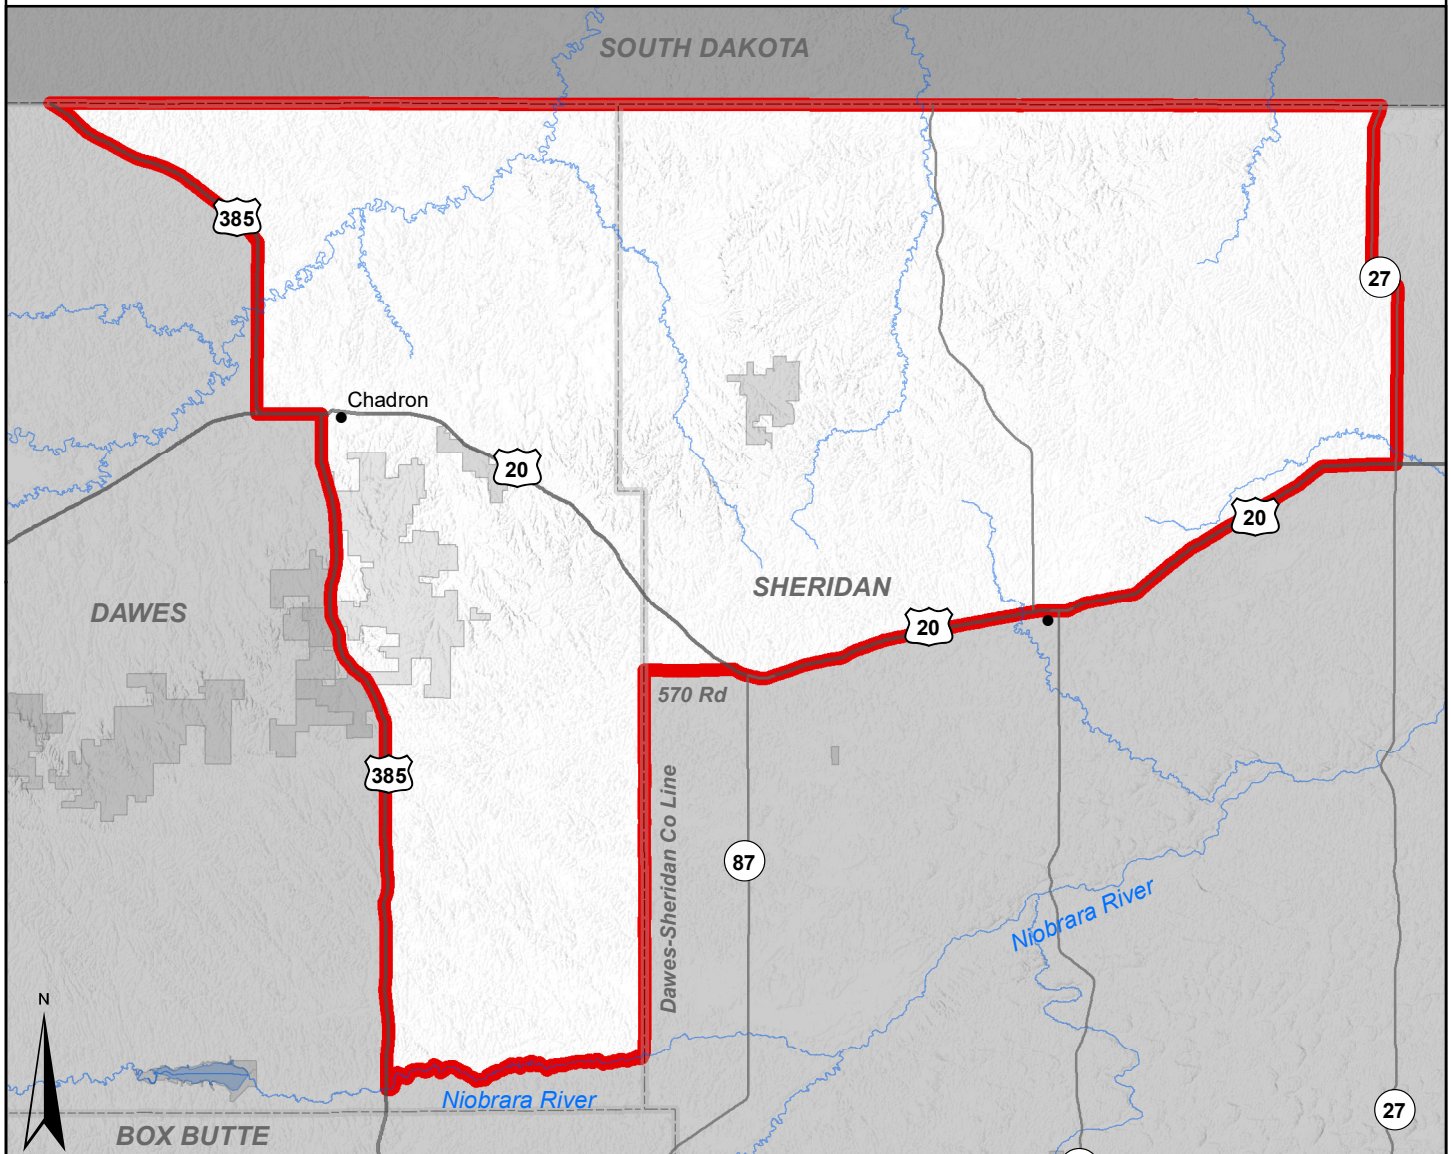 SOUTH DAKOTA
385
27
Chadron
20
20
SHERIDAN
DAWES
20
570 Rd
385
Dawes-Sheridan Co Line
87
Niobrara River
N
Niobrara River
27
BOX BUTTE